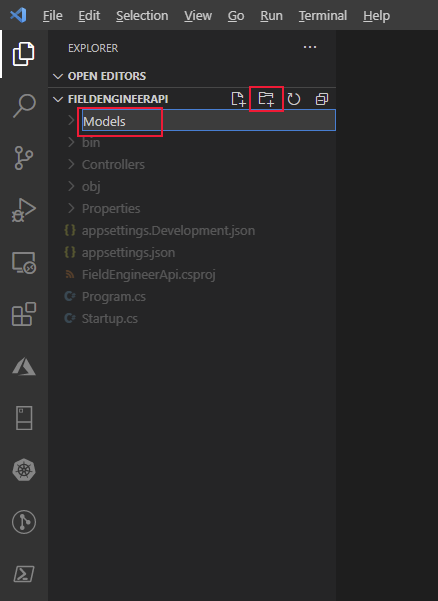 File Edit Selection View Go Run Terminal Help
EXPLORER
OPEN EDITORS
FIELDENGINEERAPI
Models
bin
Controllers
obj
Properties
appsettings.Development.json
appsettings.json
FieldEngineerApi.csproj
Program.cs
Startup.cs